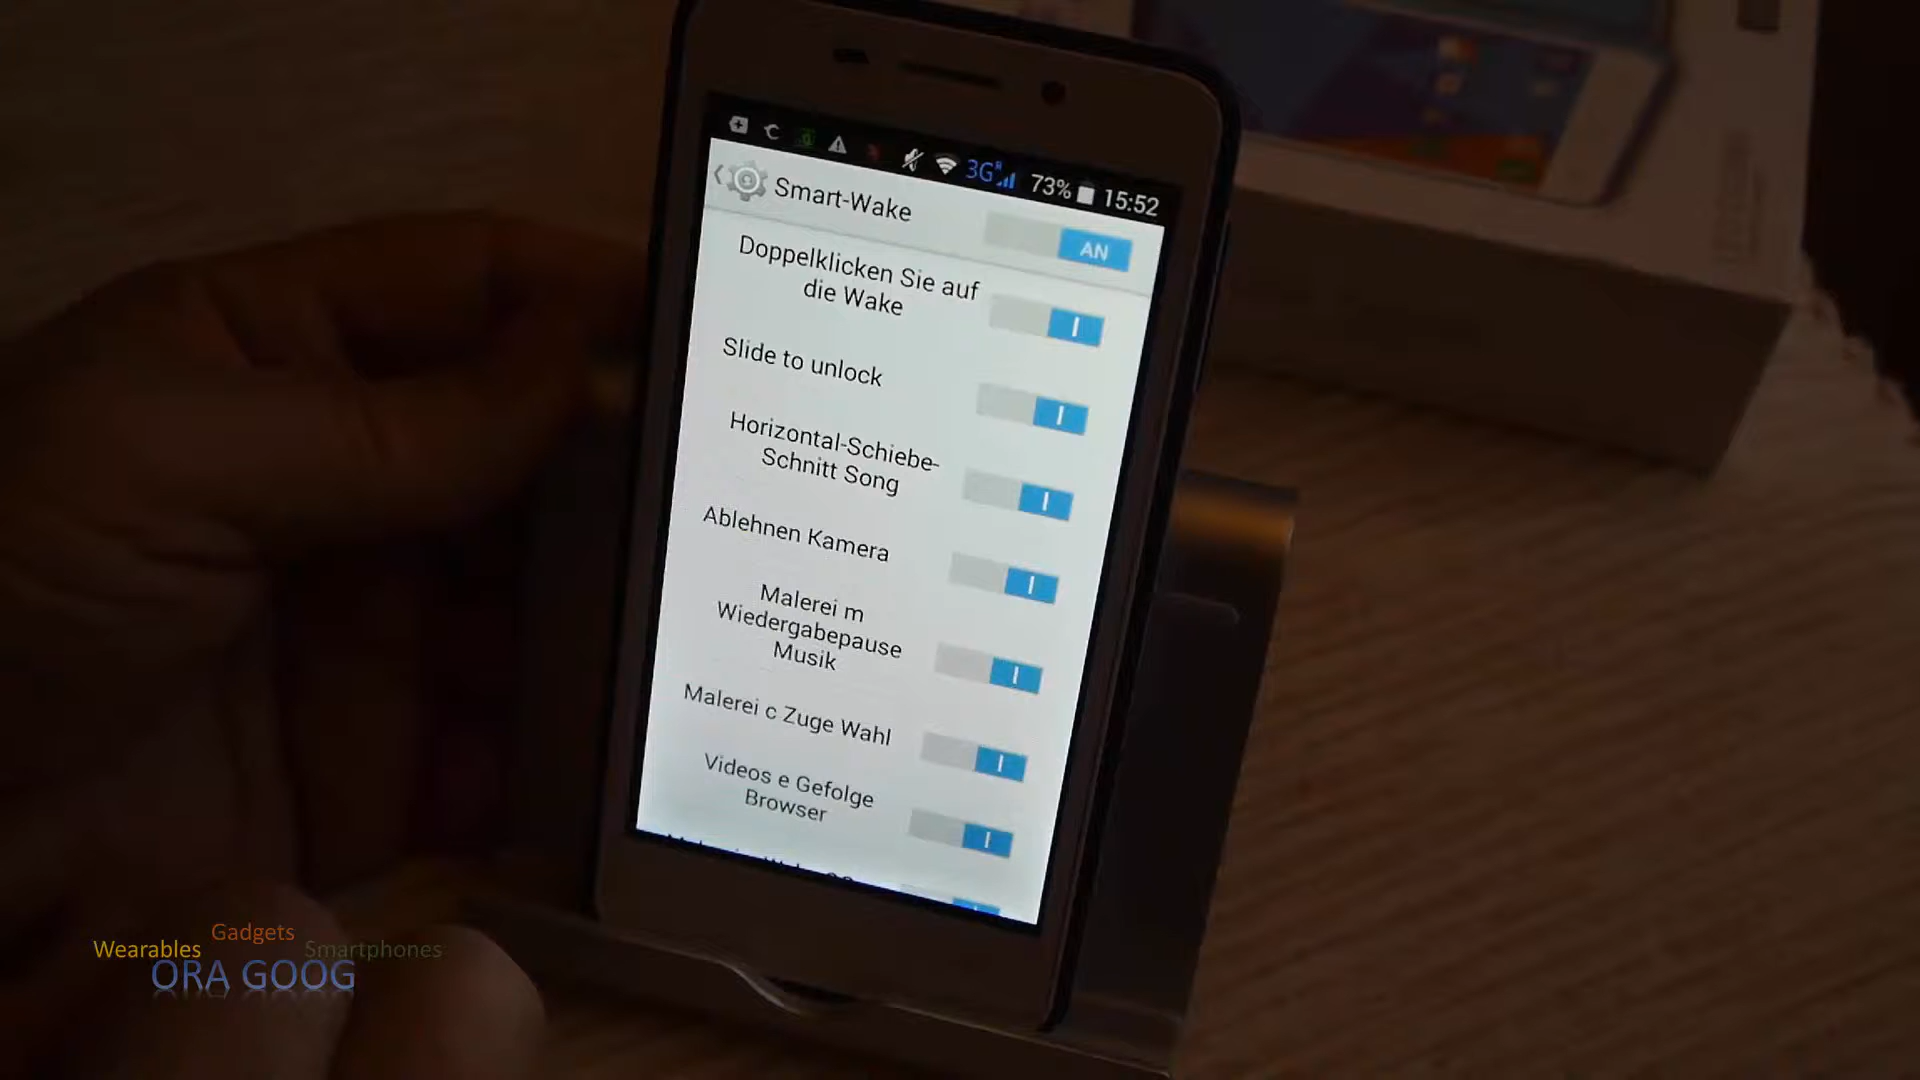 3G 73% 15:52
Smart-Wake
AN
Doppelklicken Sie auf
die Wake
Slide to unlock
Horizontal-Schiebe-
Schnitt Song
Ablehnen Kamera
Malerei m
Wiedergabepause
Musik
Malerei c Zuge Wahl
Videos e Gefolge
Browser
Gadgets
Wearables Smartphones
ORA GOOG